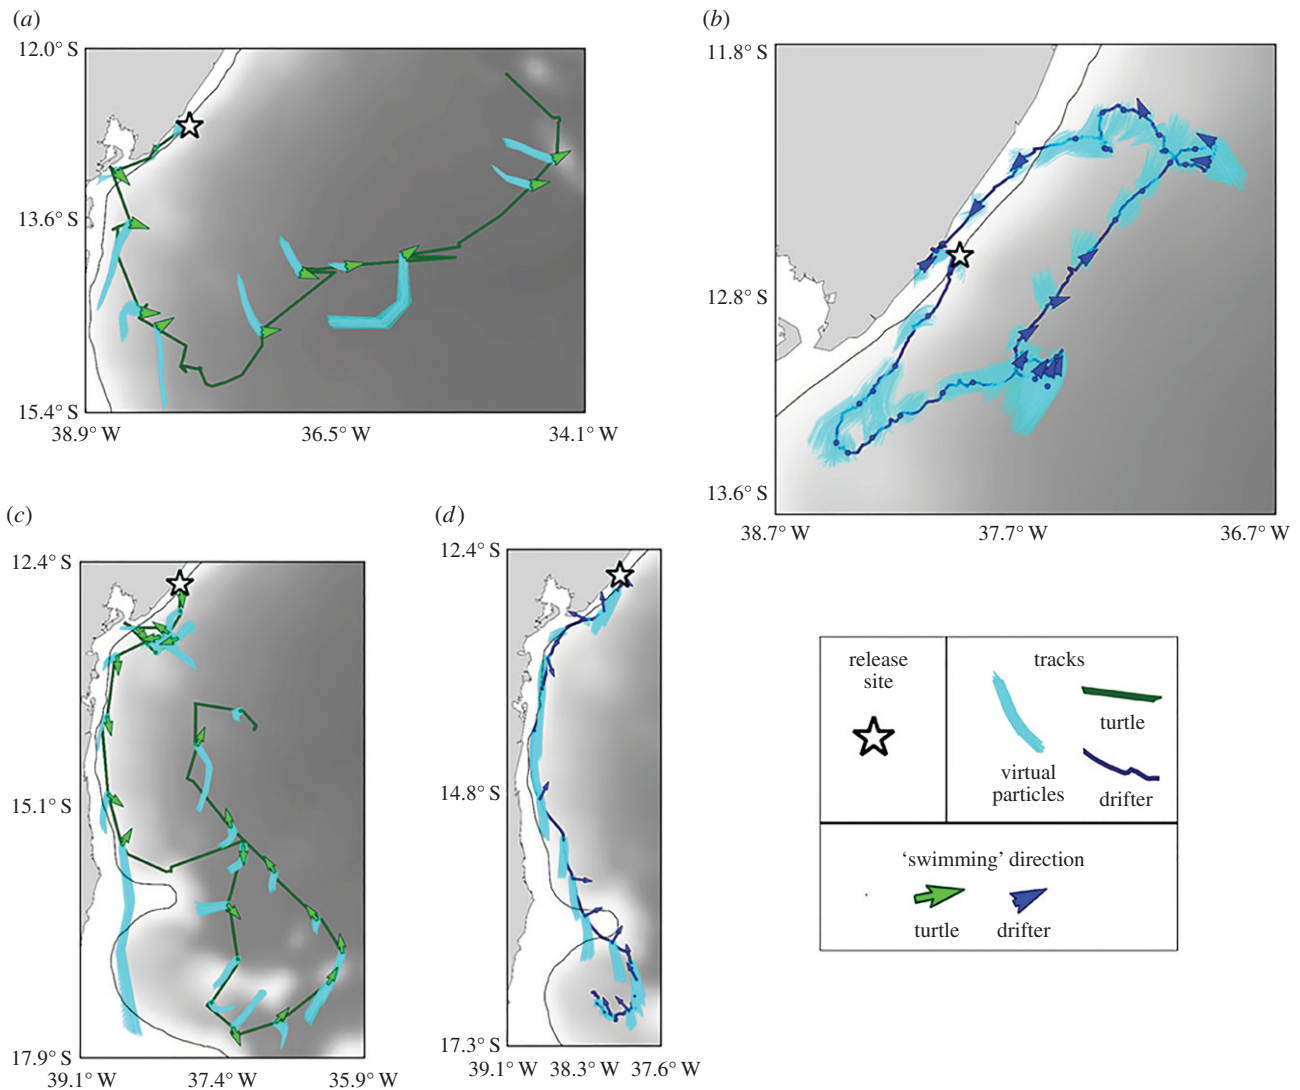 (a)
12.0° S
13.6° S
15.4° S
38.9° W
36.5° W
34.1° W
(b)
11.8° S
12.8° S
13.6° S
38.7° W
37.7° W
36.7° W
(c)
12.4° S
15.1° S
17.9° S
39.1° W
37.4° W
35.9° W
(d)
12.4° S
14.8° S
17.3° S
39.1° W
38.3° W
37.6° W
release
site
tracks
turtle
virtual
particles
drifter
‘swimming’ direction
turtle
drifter